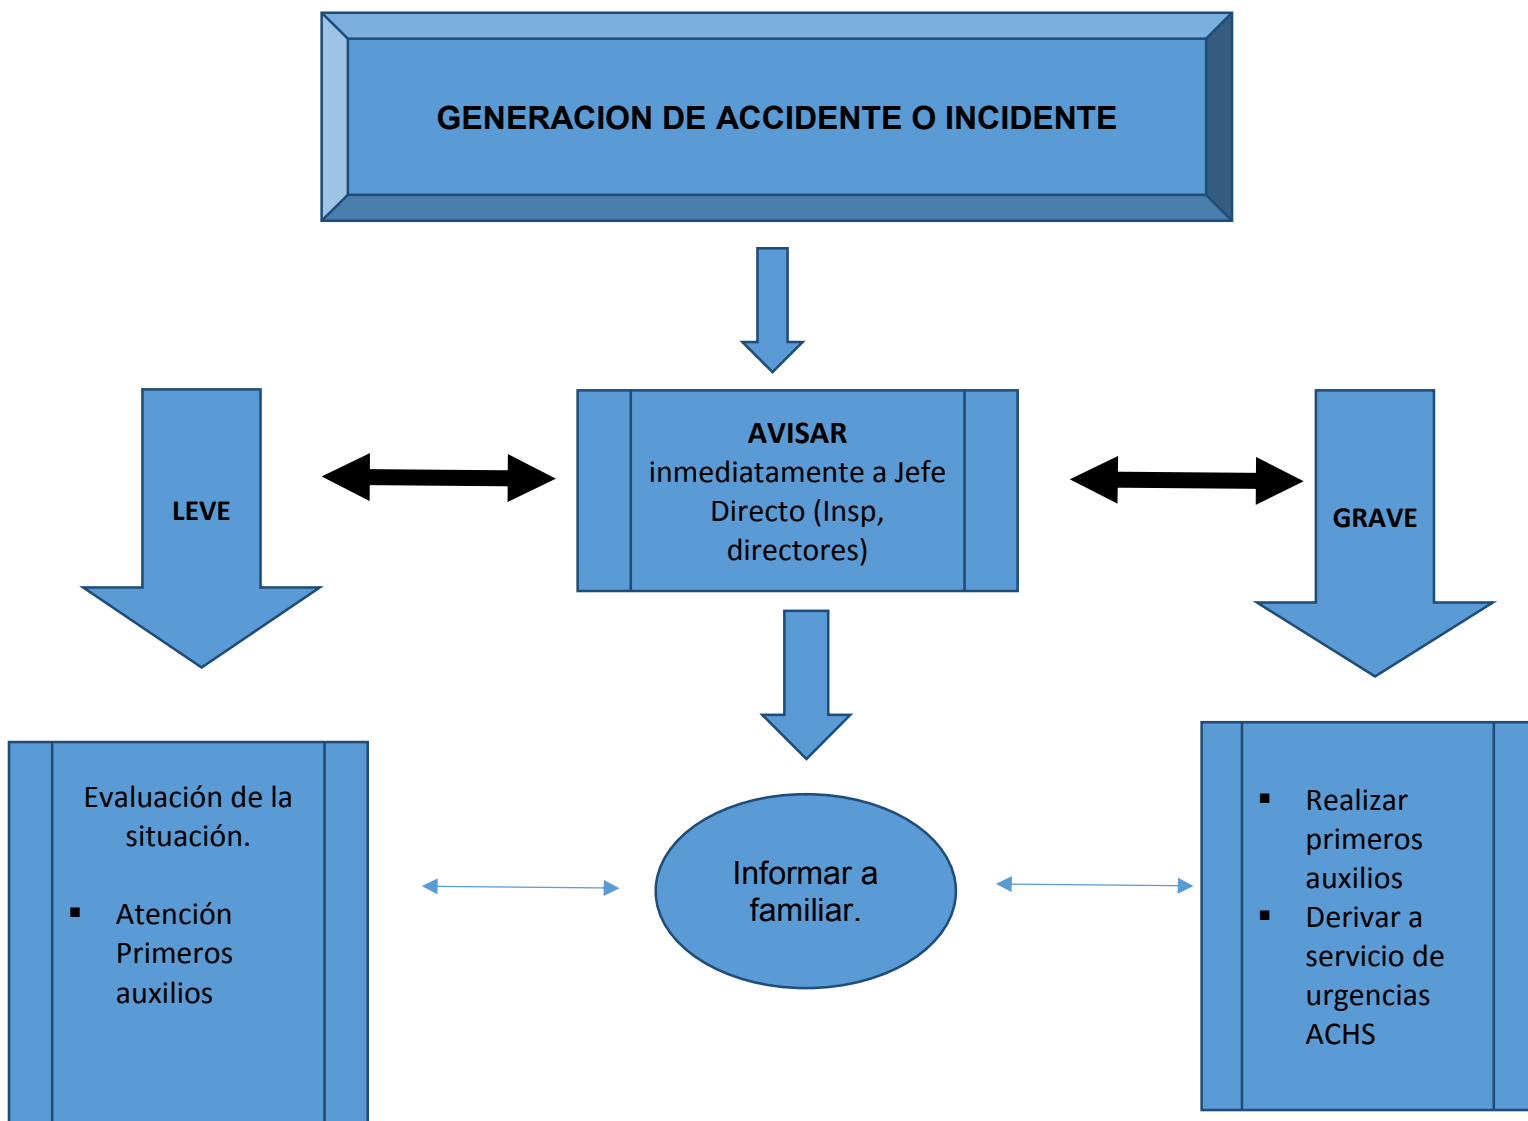 GENERACION DE ACCIDENTE O INCIDENTE
AVISAR
inmediatamente a Jefe
Directo (Insp,
directores)
LEVE
GRAVE
Evaluación de la
situación.
▪ Atención
Primeros
auxilios
Informar a
familiar.
▪ Realizar
primeros
auxilios
▪ Derivar a
servicio de
urgencias
ACHS